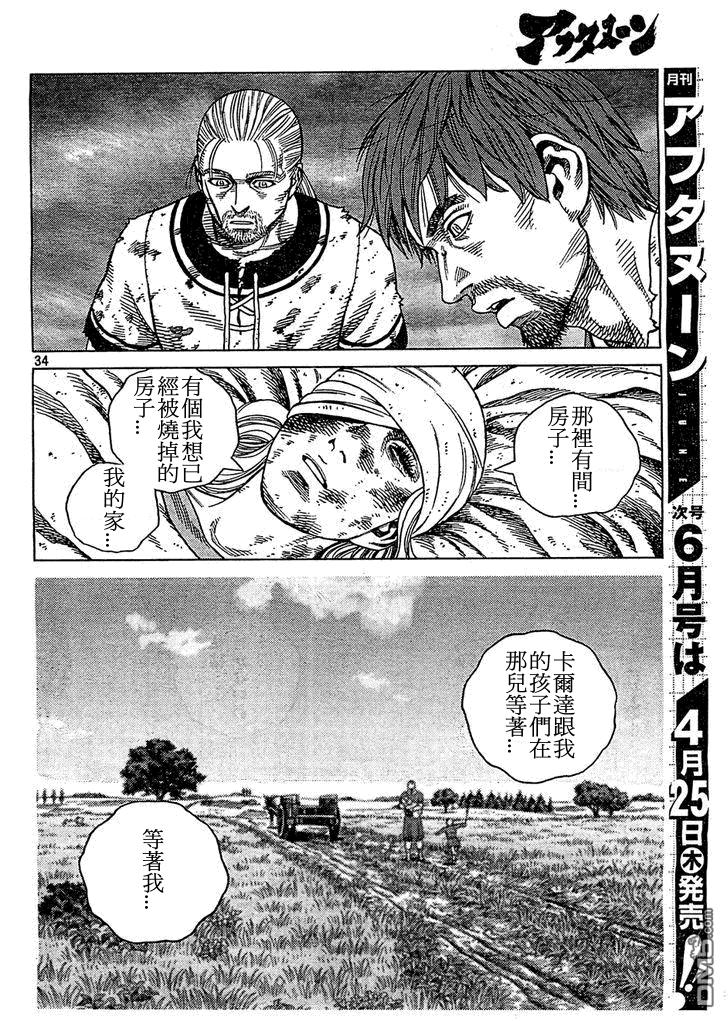 アフタヌーン
月刊
アフタヌーン
JUNE
次号
6月号は
4月25日木発売!
34
那裡有間
房子…
有個我想已
經被燒掉的
房子…
我的家…
卡爾達跟我
的孩子們在
那兒等著…
等著我…